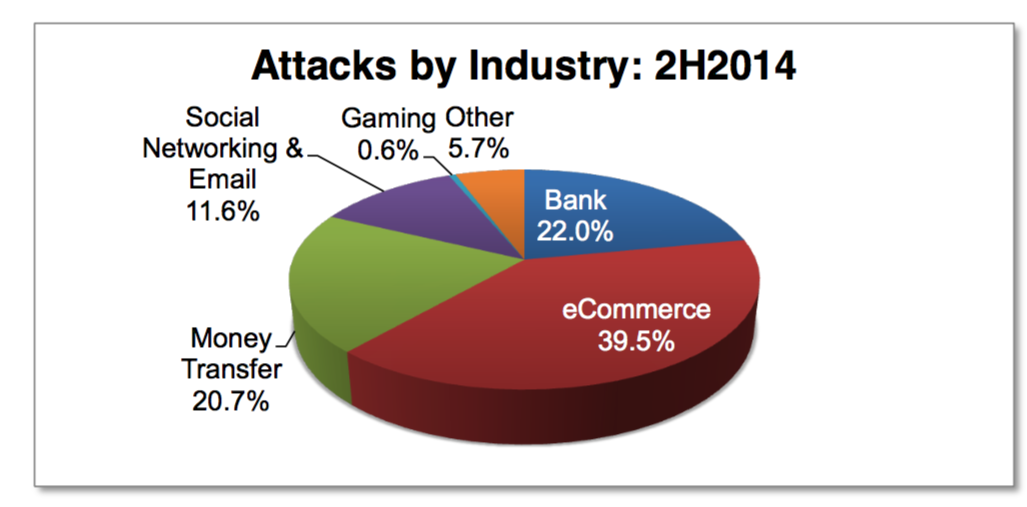 Attacks by Industry: 2H2014
Social
Networking &
Email
11.6%
Gaming
0.6%
Other
5.7%
Bank
22.0%
eCommerce
39.5%
Money
Transfer
20.7%